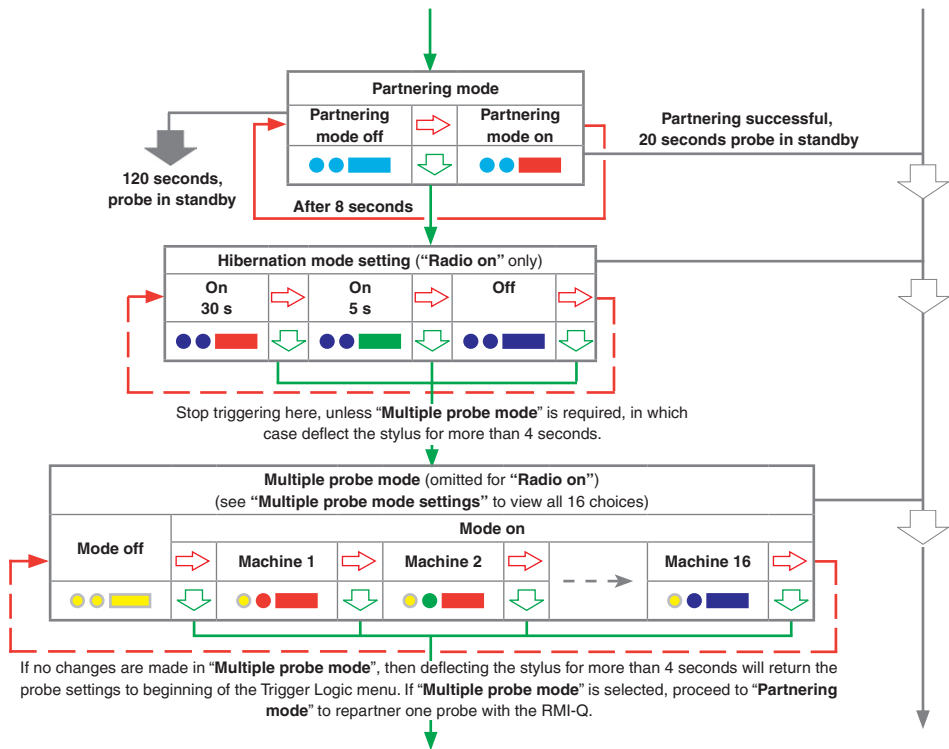 Partnering mode
Partnering
mode off
Partnering
mode on
Partnering successful,
20 seconds probe in standby
120 seconds,
probe in standby
After 8 seconds
Hibernation mode setting (“Radio on” only)
On
30 s
On
5 s
Off
Stop triggering here, unless “Multiple probe mode” is required, in which
case deflect the stylus for more than 4 seconds.
Multiple probe mode (omitted for “Radio on”)
(see “Multiple probe mode settings” to view all 16 choices)
Mode off
Mode on
Machine 1
Machine 2
Machine 16
If no changes are made in “Multiple probe mode”, then deflecting the stylus for more than 4 seconds will return the
probe settings to beginning of the Trigger Logic menu. If “Multiple probe mode” is selected, proceed to “Partnering
mode” to repartner one probe with the RMI-Q.